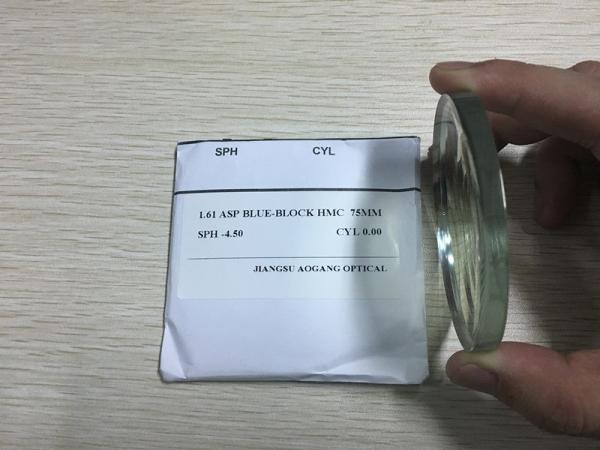 SPH CYL
1.61 ASP BLUE-BLOCK HMC 75MM
SPH -4.50 CYL 0.00
JIANGSU AOGANG OPTICAL